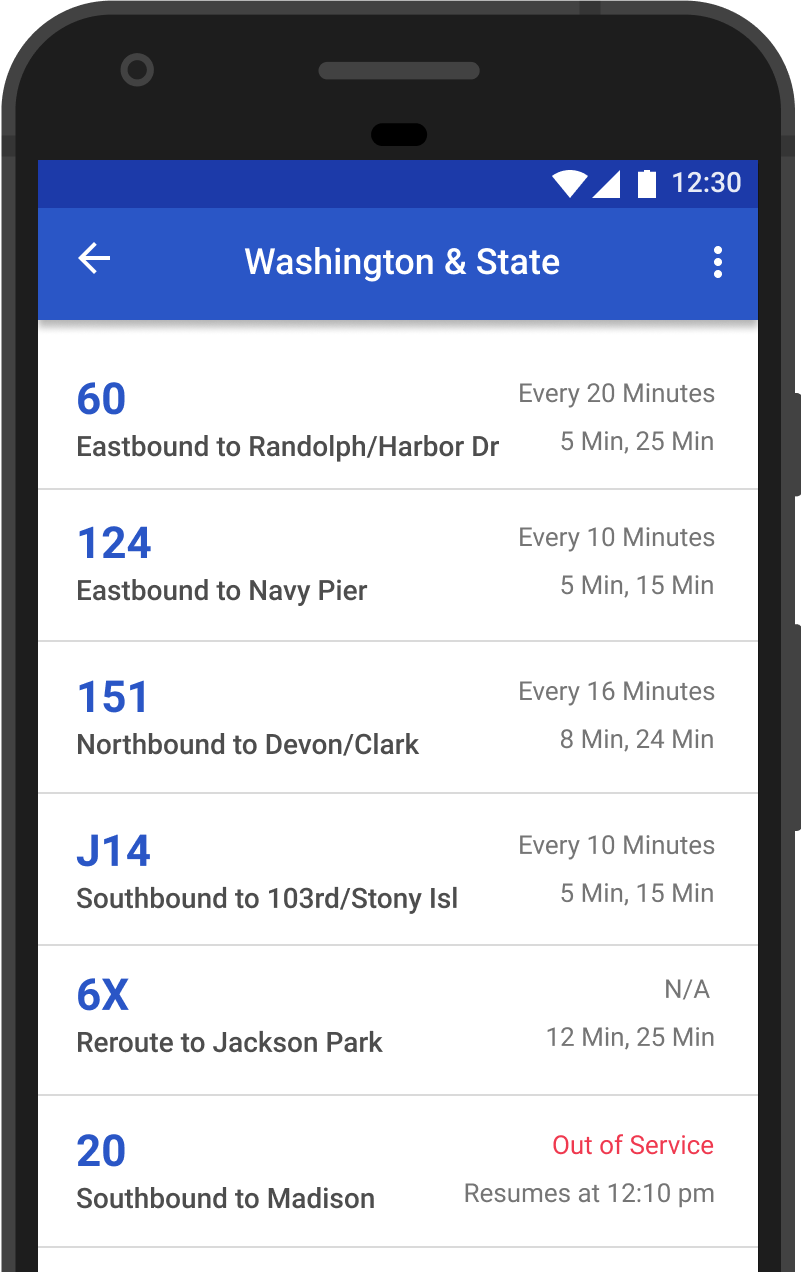 12:30
Washington & State
60
Every 20 Minutes
Eastbound to Randolph/Harbor Dr
5 Min, 25 Min
124
Every 10 Minutes
Eastbound to Navy Pier
5 Min, 15 Min
151
Every 16 Minutes
Northbound to Devon/Clark
8 Min, 24 Min
J14
Every 10 Minutes
Southbound to 103rd/Stony Isl
5 Min, 15 Min
6X
N/A
Reroute to Jackson Park
12 Min, 25 Min
20
Out of Service
Southbound to Madison
Resumes at 12:10 pm